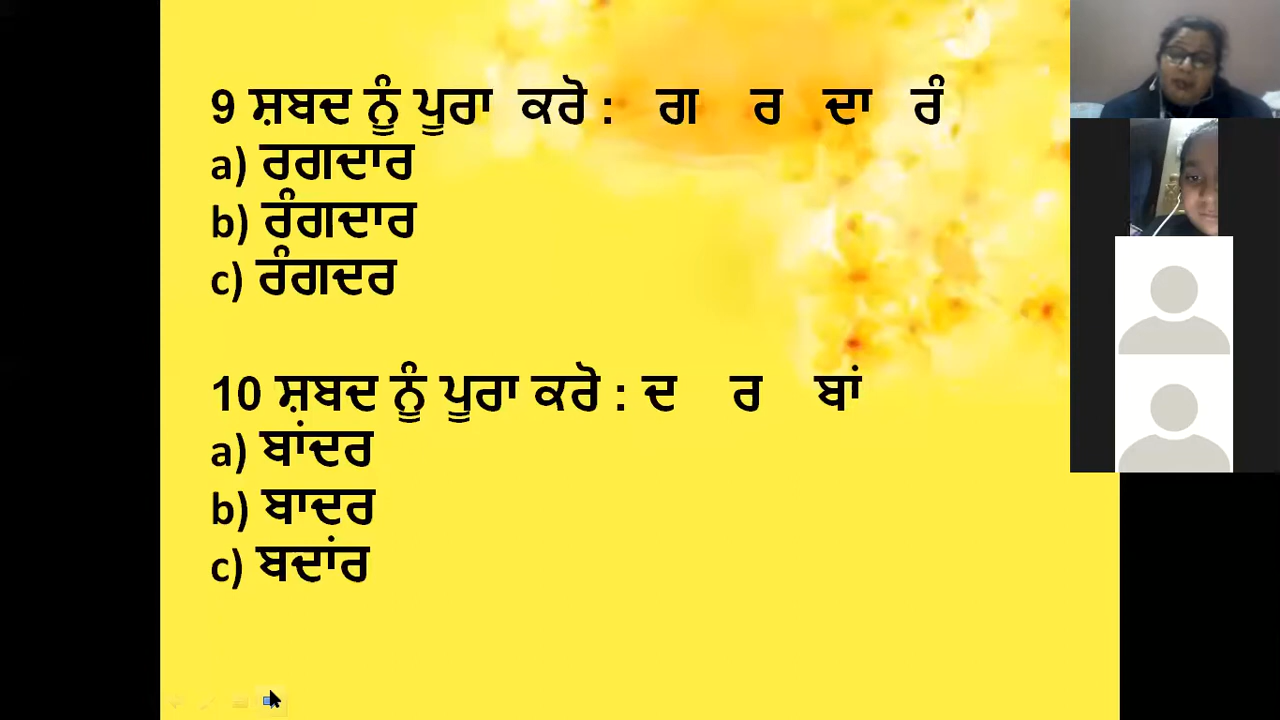 9 ਸ਼ਬਦ ਨੂੰ ਪੂਰਾ ਕਰੋ : ਗ ਰ ਦਾ ਰੰ
a) ਰਗਦਾਰ
b) ਰੰਗਦਾਰ
c) ਰੰਗਦਰ
10 ਸ਼ਬਦ ਨੂੰ ਪੂਰਾ ਕਰੋ : ਦ ਰ ਬਾਂ
a) ਬਾਂਦਰ
b) ਬਾਦਰ
c) ਬਦਾਂਰ